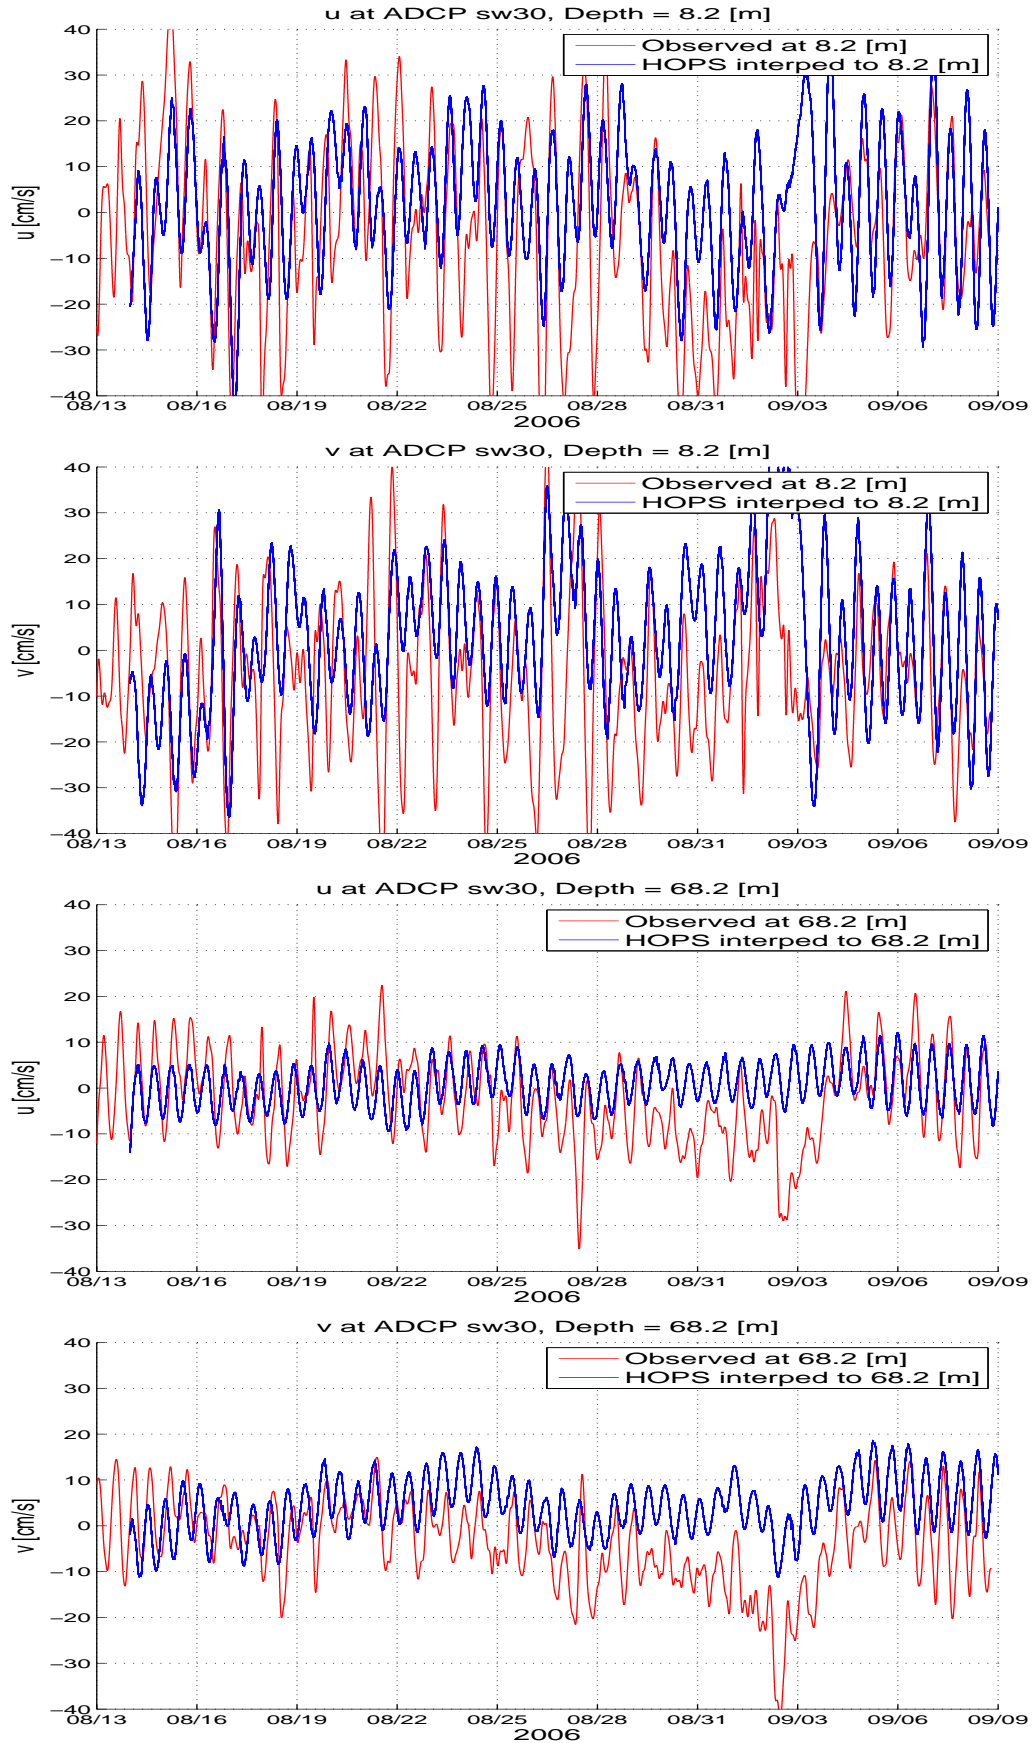 u at ADCP sw30, Depth = 8.2 [m]
40
30
20
10
0
−10
−20
−30
−40
u [cm/s]
Observed at 8.2 [m]
HOPS interped to 8.2 [m]
08/13 08/16 08/19 08/22 08/25 08/28 08/31 09/03 09/06 09/09
2006
v at ADCP sw30, Depth = 8.2 [m]
40
30
20
10
0
−10
−20
−30
−40
v [cm/s]
Observed at 8.2 [m]
HOPS interped to 8.2 [m]
08/13 08/16 08/19 08/22 08/25 08/28 08/31 09/03 09/06 09/09
2006
u at ADCP sw30, Depth = 68.2 [m]
40
30
20
10
0
−10
−20
−30
−40
u [cm/s]
Observed at 68.2 [m]
HOPS interped to 68.2 [m]
08/13 08/16 08/19 08/22 08/25 08/28 08/31 09/03 09/06 09/09
2006
v at ADCP sw30, Depth = 68.2 [m]
40
30
20
10
0
−10
−20
−30
−40
v [cm/s]
Observed at 68.2 [m]
HOPS interped to 68.2 [m]
08/13 08/16 08/19 08/22 08/25 08/28 08/31 09/03 09/06 09/09
2006